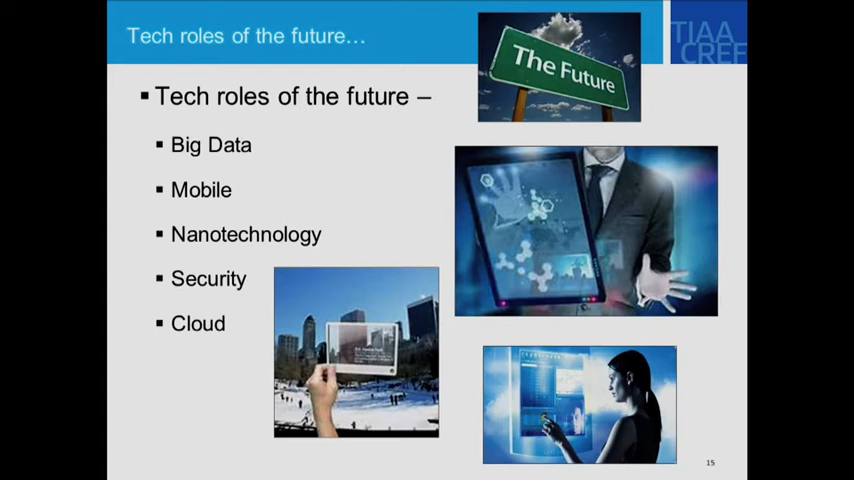 Tech roles of the future…
TIAA
CREF
The Future
▪ Tech roles of the future –
▪ Big Data
▪ Mobile
▪ Nanotechnology
▪ Security
▪ Cloud
15